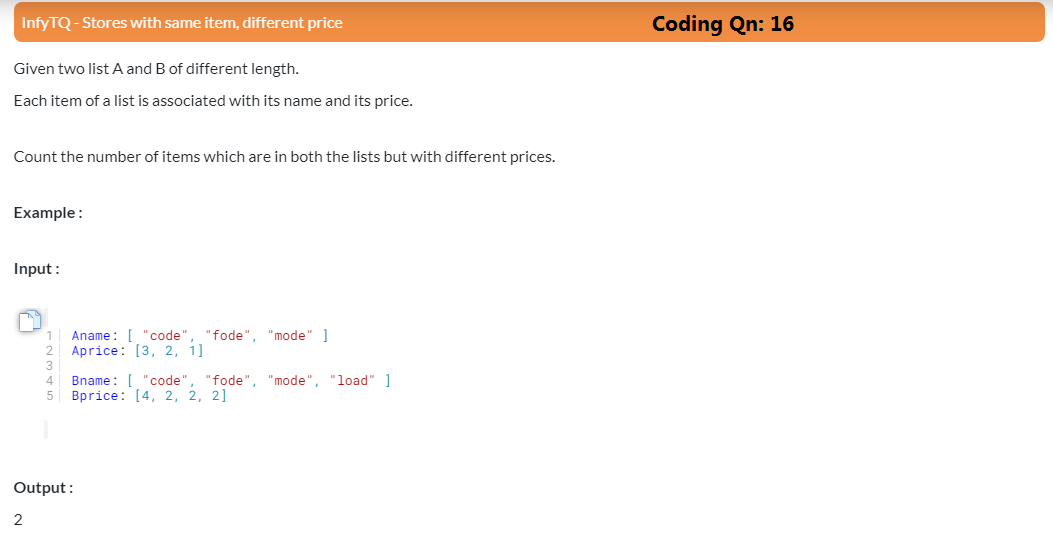 InfyTQ - Stores with same item, different price Coding Qn: 16
Given two list A and B of different length.
Each item of a list is associated with its name and its price.
Count the number of items which are in both the lists but with different prices.
Example :
Input :
1 Aname: [ "code", "fode", "mode" ]
2 Aprice: [3, 2, 1]
3
4 Bname: [ "code", "fode", "mode", "load" ]
5 Bprice: [4, 2, 2, 2]
Output :
2